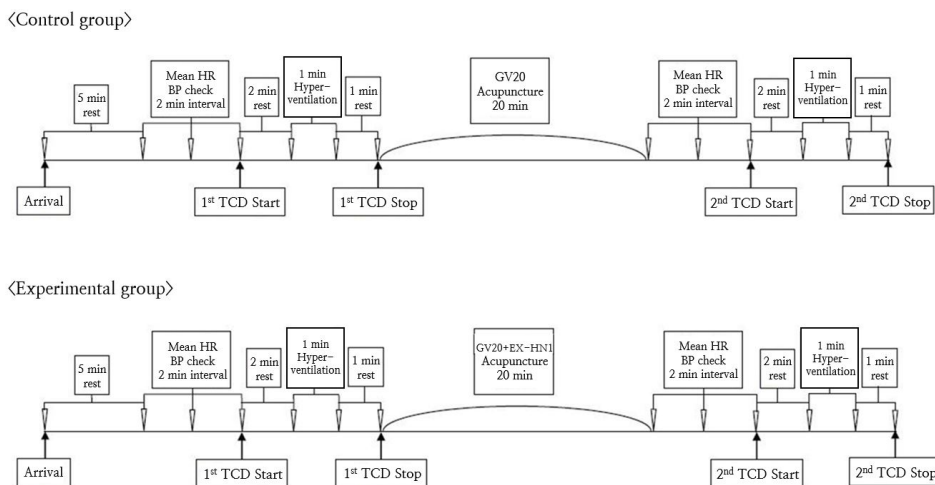 〈Control group〉
5 min
rest
Mean HR
BP check
2 min interval
2 min
rest
1 min
Hyper-
ventilation
1 min
rest
GV20
Acupuncture
20 min
Mean HR
BP check
2 min interval
2 min
rest
1 min
Hyper-
ventilation
1 min
rest
Arrival
1st TCD Start
1st TCD Stop
2nd TCD Start
2nd TCD Stop
〈Experimental group〉
5 min
rest
Mean HR
BP check
2 min interval
2 min
rest
1 min
Hyper-
ventilation
1 min
rest
GV20+EX-HN1
Acupuncture
20 min
Mean HR
BP check
2 min interval
2 min
rest
1 min
Hyper-
ventilation
1 min
rest
Arrival
1st TCD Start
1st TCD Stop
2nd TCD Start
2nd TCD Stop